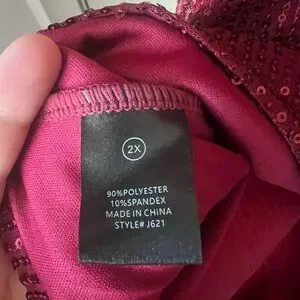 2X
90%POLYESTER
10%SPANDEX
MADE IN CHINA
STYLE# J621